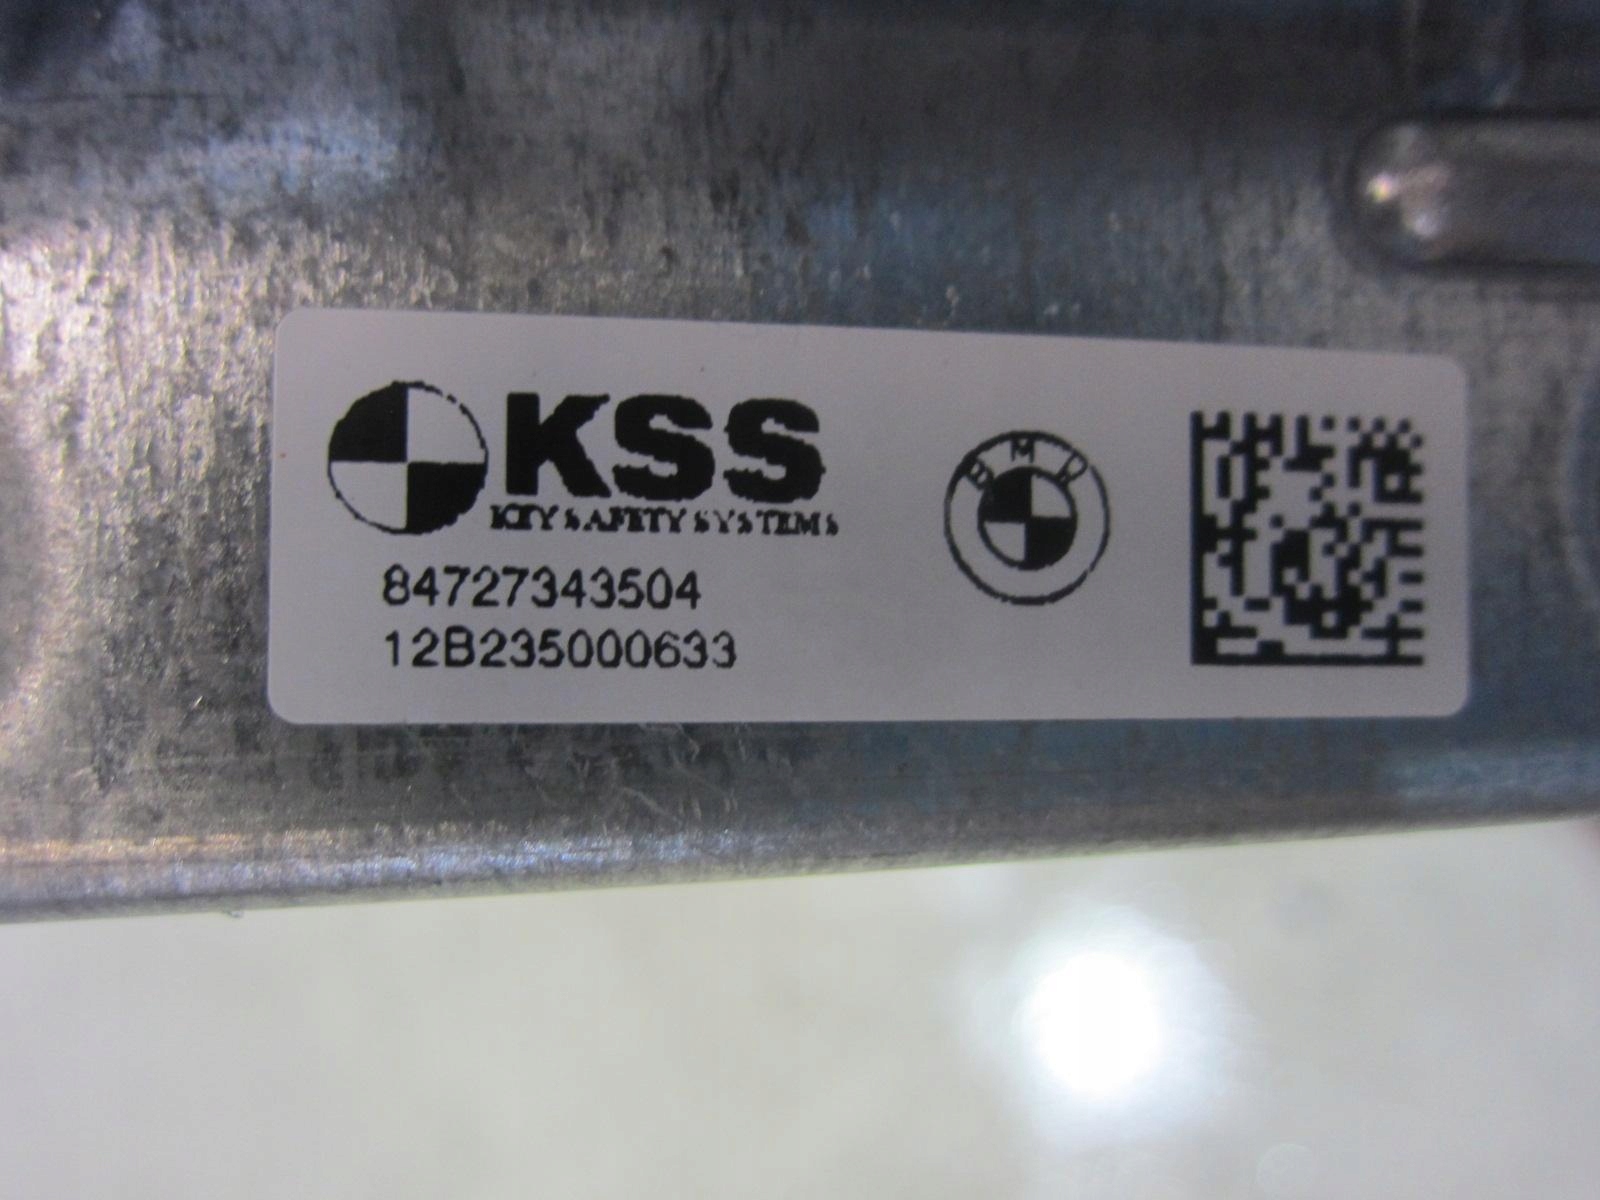 KSS
KEY SAFETY SYSTEMS
BMW
84727343504
12B235000633